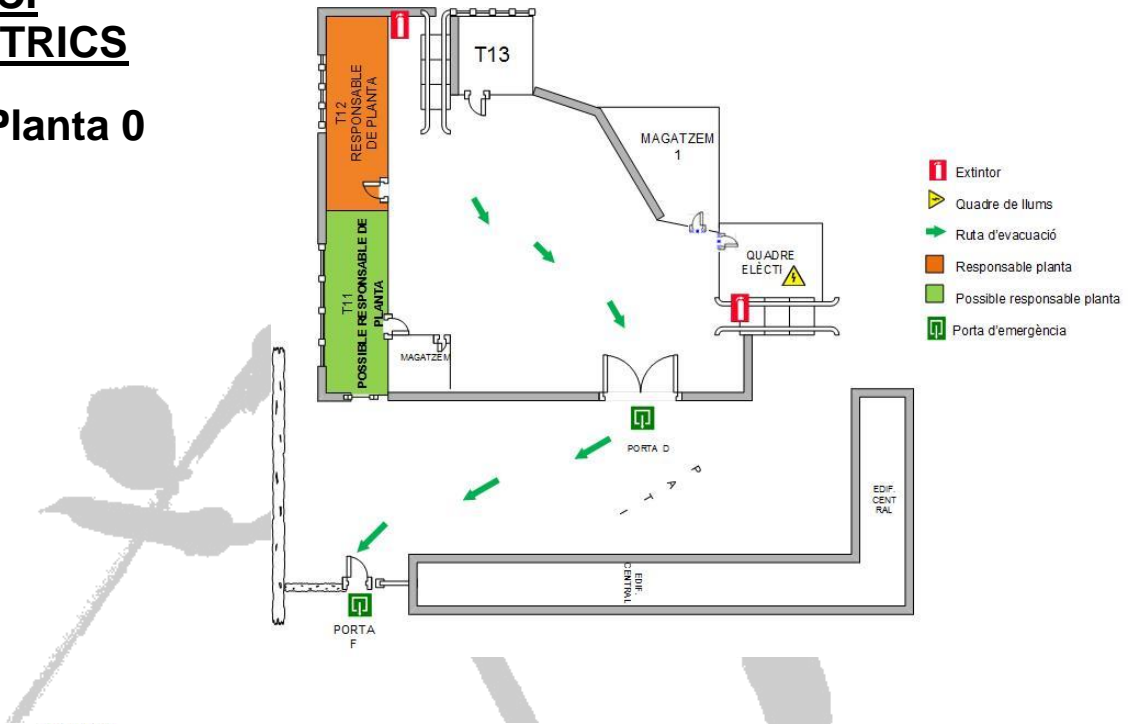 TRICS
Planta 0
T13
T12
RESPONSABLE
DE PLANTA
MAGATZEM
1
QUADRE
ELÈCTI
T11
POSSIBLE RESPONSABLE DE
PLANTA
MAGATZEM
PORTA D
PATI
EDIF.
CENT
RAL
EDIF.
CENTRAL
PORTA
F
Extintor
Quadre de llums
Ruta d'evacuació
Responsable planta
Possible responsable planta
Porta d'emergència